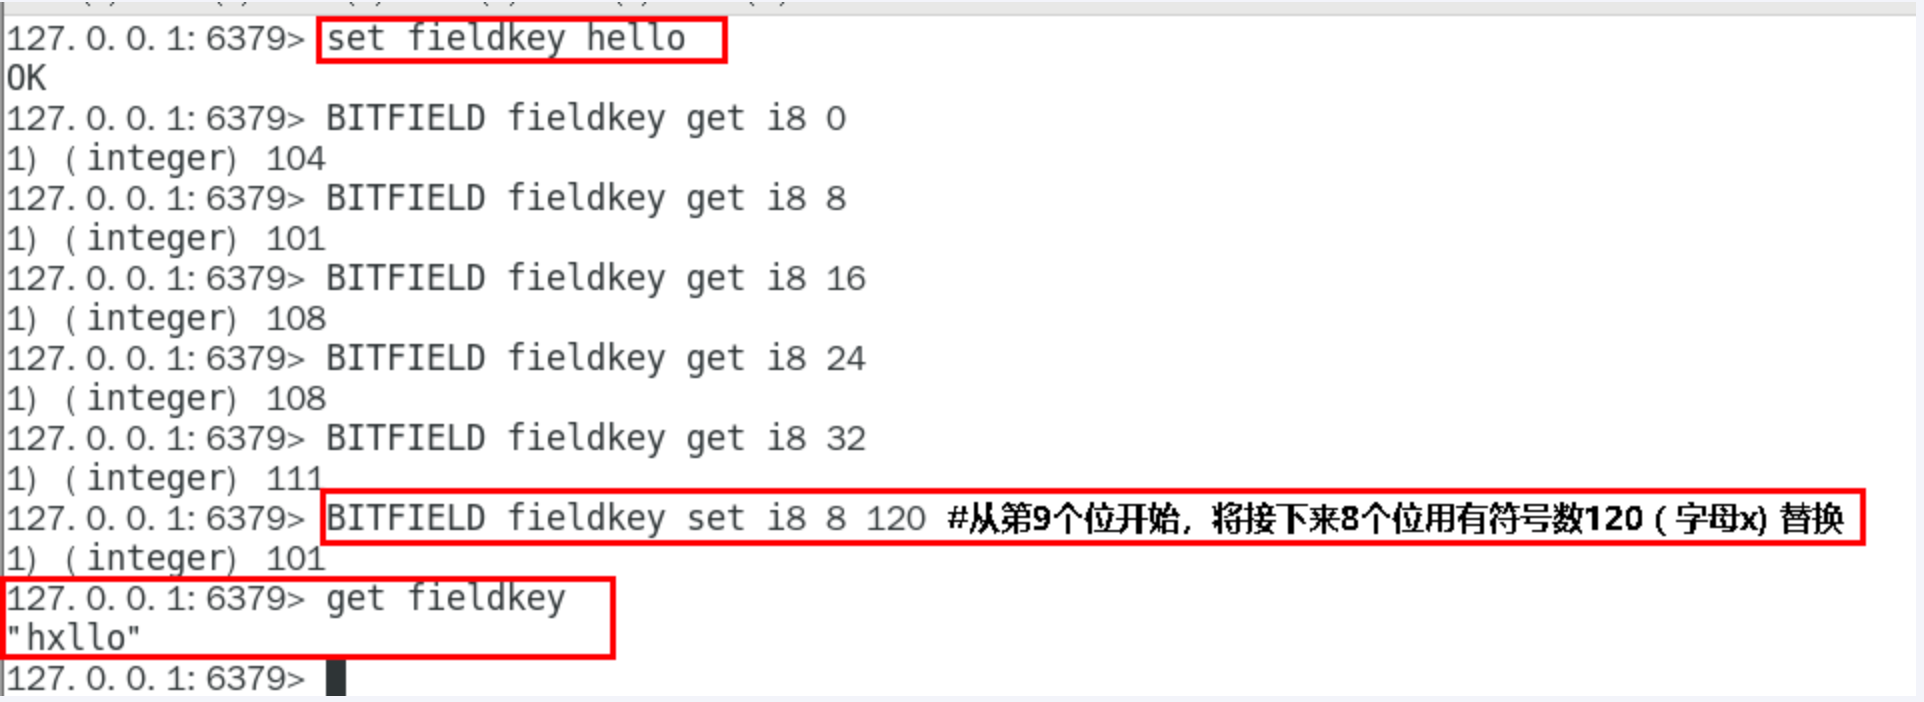 127.0.0.1:6379> set fieldkey hello
OK
127.0.0.1:6379> BITFIELD fieldkey get i8 0
1) (integer) 104
127.0.0.1:6379> BITFIELD fieldkey get i8 8
1) (integer) 101
127.0.0.1:6379> BITFIELD fieldkey get i8 16
1) (integer) 108
127.0.0.1:6379> BITFIELD fieldkey get i8 24
1) (integer) 108
127.0.0.1:6379> BITFIELD fieldkey get i8 32
1) (integer) 111
127.0.0.1:6379> BITFIELD fieldkey set i8 8 120 #从第9个位开始，将接下来8个位用有符号数120（字母x）替换
1) (integer) 101
127.0.0.1:6379> get fieldkey
"hxllo"
127.0.0.1:6379>